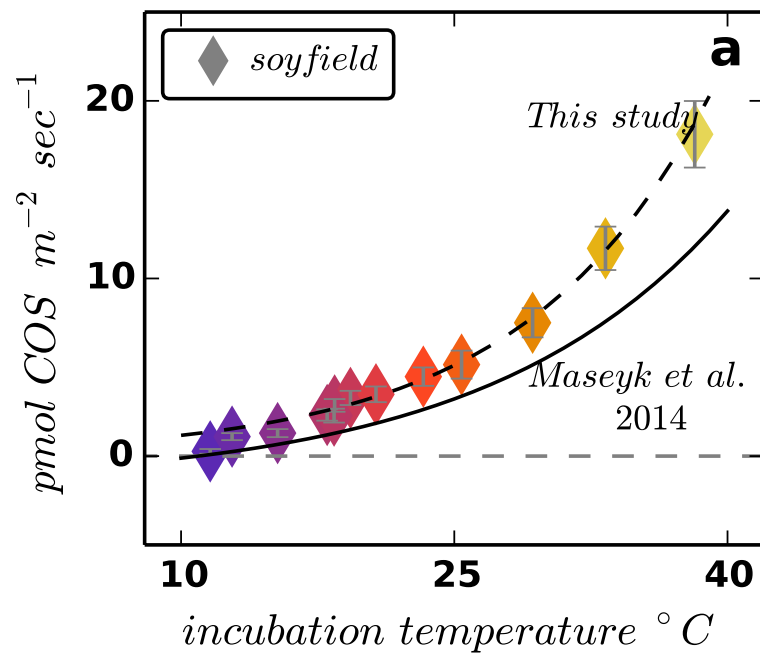 a
soyfield
This study
20
10
0
Maseyk et al.
2014
10 25 40
incubation temperature °C
pmol COS m⁻² sec⁻¹